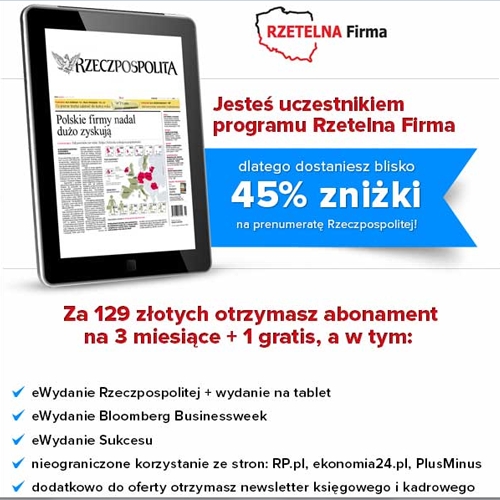 RZETELNA Firma
RZECZPOSPOLITA
Polskie firmy nadal
dużo zyskują
Jesteś uczestnikiem
programu Rzetelna Firma
dlatego dostaniesz blisko
45% zniżki
na prenumeratę Rzeczpospolitej!
Za 129 złotych otrzymasz abonament
na 3 miesiące + 1 gratis, a w tym:
eWydanie Rzeczpospolitej + wydanie na tablet
eWydanie Bloomberg Businessweek
eWydanie Sukcesu
nieograniczone korzystanie ze stron: RP.pl, ekonomia24.pl, PlusMinus
dodatkowo do oferty otrzymasz newsletter księgowego i kadrowego